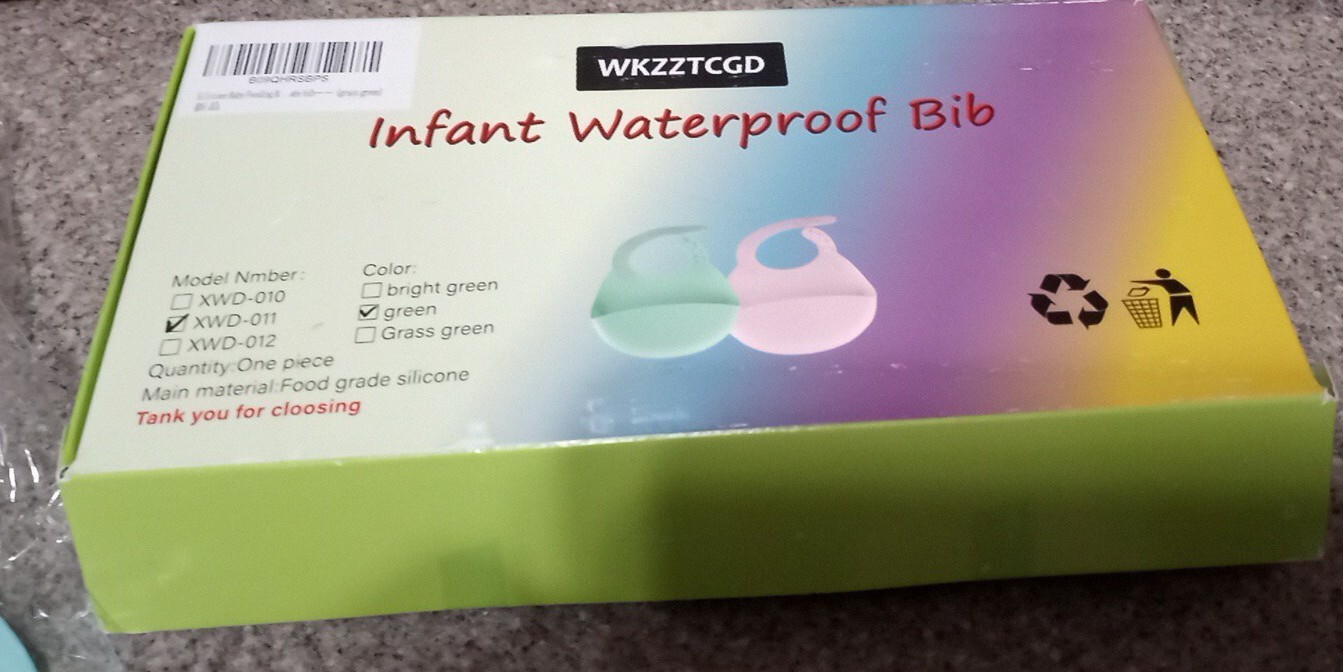 WKZZTCGD
Infant Waterproof Bib
Model Nmber:
XWD-010
XWD-011
XWD-012
Color:
bright green
green
Grass green
Quantity:One piece
Main material:Food grade silicone
Tank you for cloosing